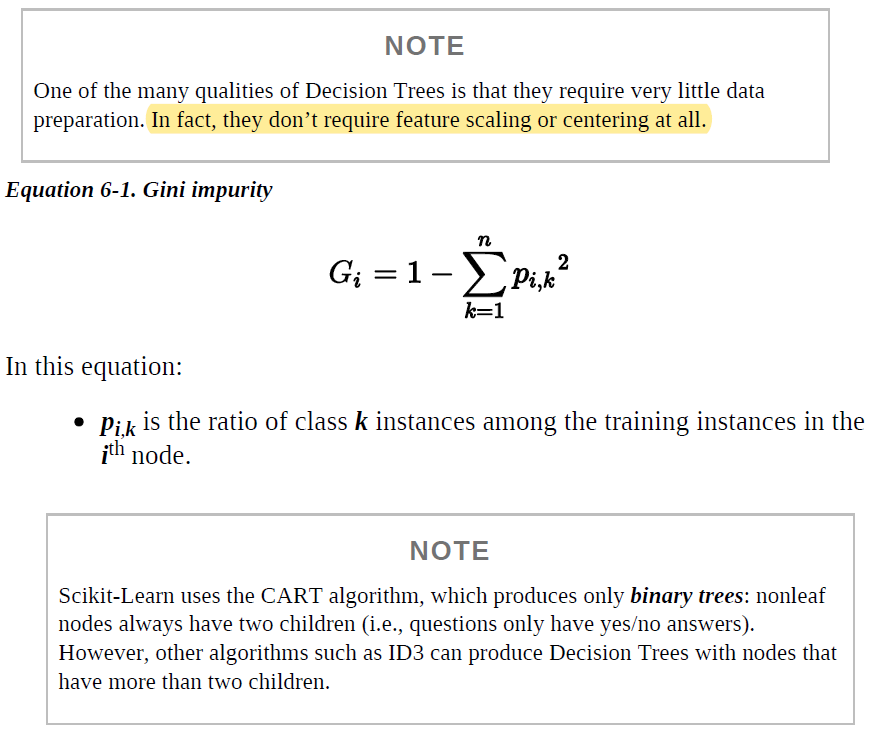 NOTE
One of the many qualities of Decision Trees is that they require very little data
preparation. In fact, they don’t require feature scaling or centering at all.
Equation 6-1. Gini impurity
G_i = 1 − ∑_{k=1}^{n} p_{i,k}^2
In this equation:
• p_{i,k} is the ratio of class k instances among the training instances in the
i^th node.
NOTE
Scikit-Learn uses the CART algorithm, which produces only binary trees: nonleaf
nodes always have two children (i.e., questions only have yes/no answers).
However, other algorithms such as ID3 can produce Decision Trees with nodes that
have more than two children.